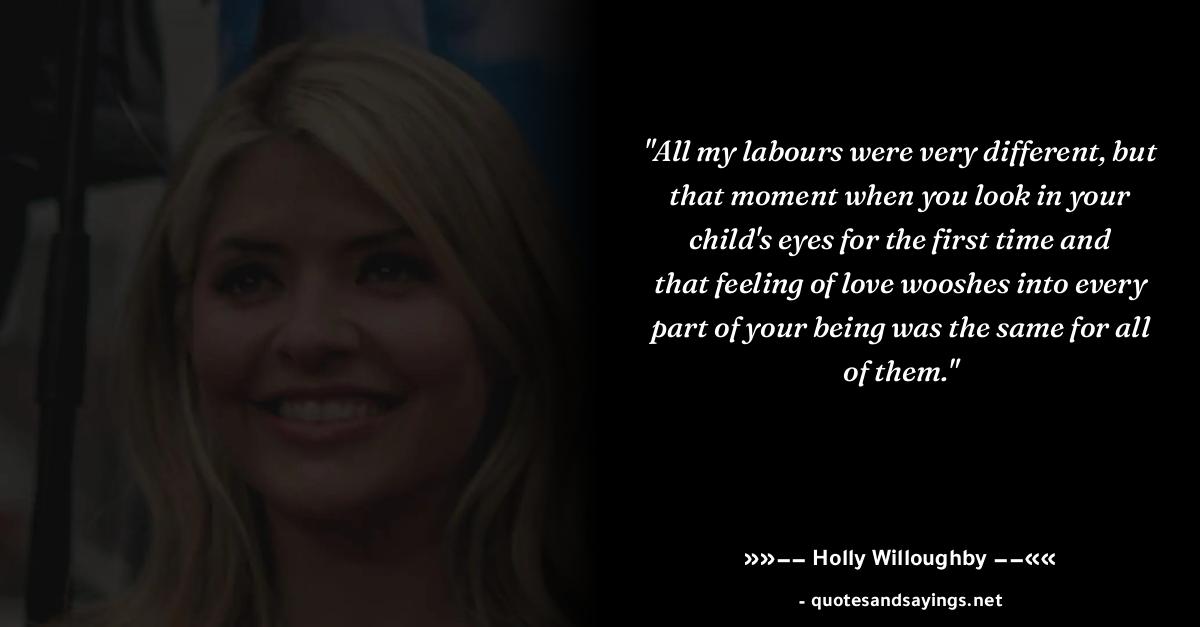 "All my labours were very different, but
that moment when you look in your
child's eyes for the first time and
that feeling of love wooshes into every
part of your being was the same for all
of them."
»»−− Holly Willoughby −−««
- quotesandsayings.net